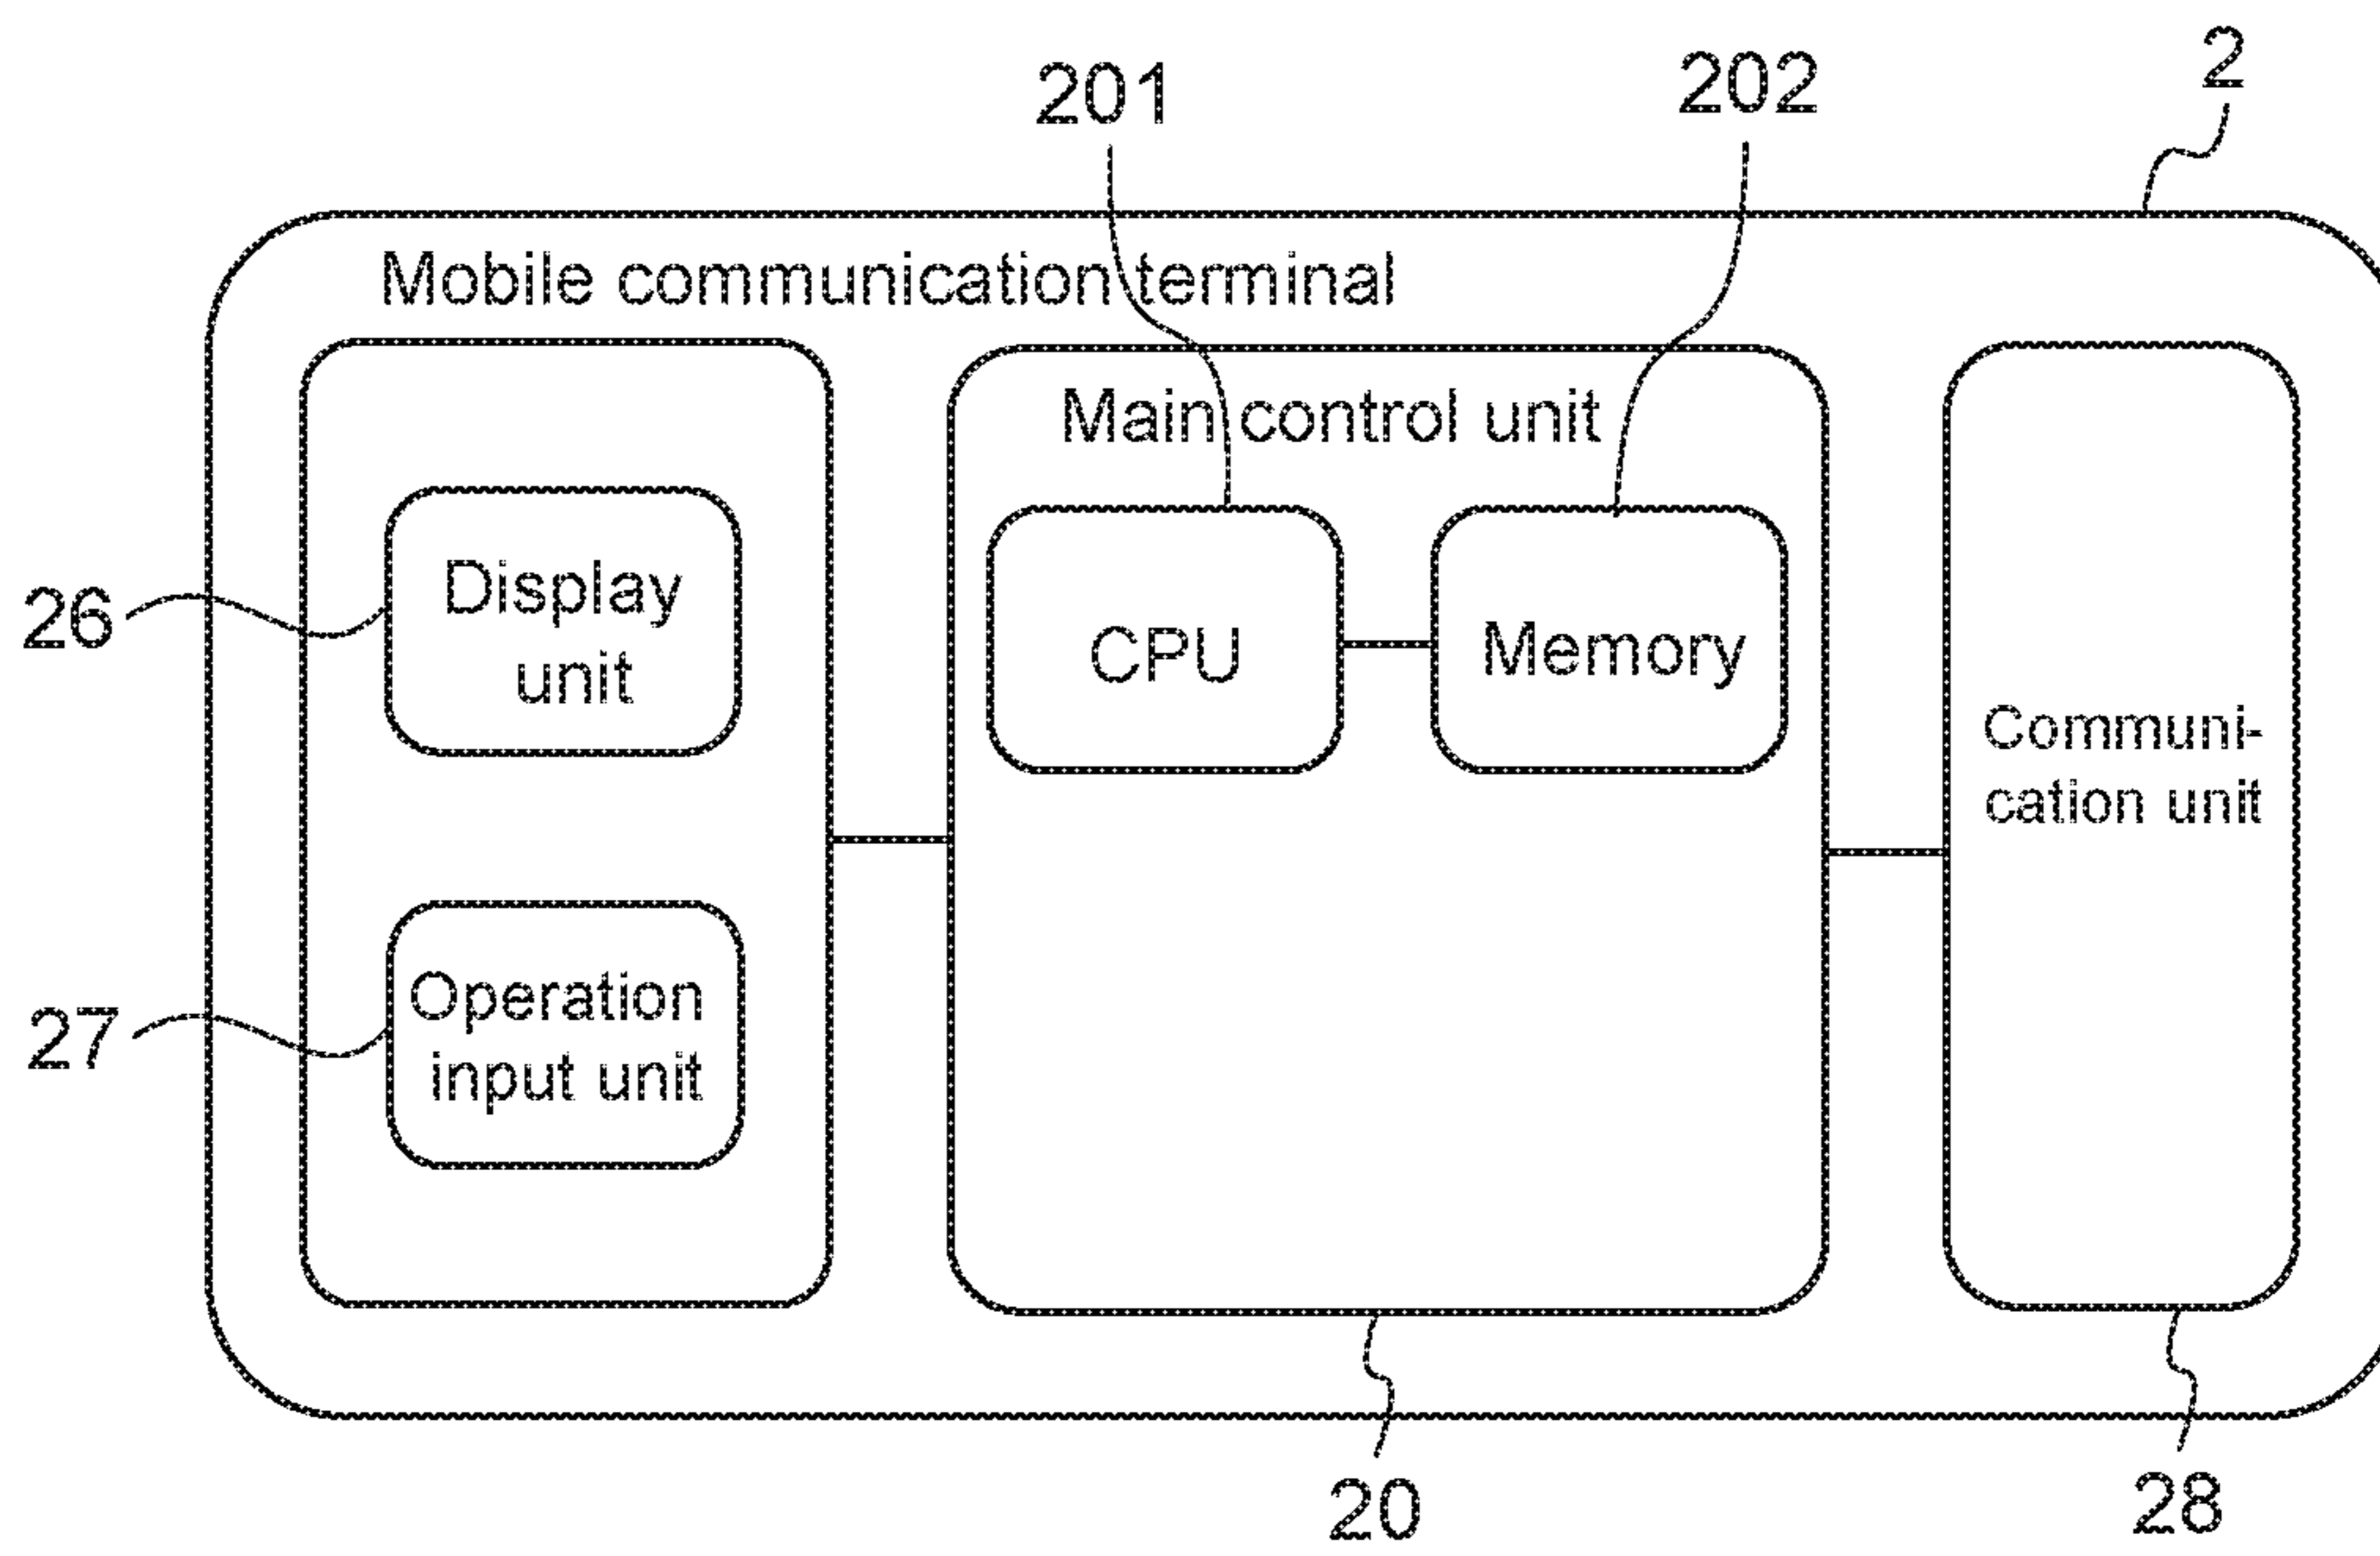 2
201
202
Mobile communication terminal
Main control unit
26
Display
unit
CPU
Memory
Communi-
cation unit
27
Operation
input unit
20
28